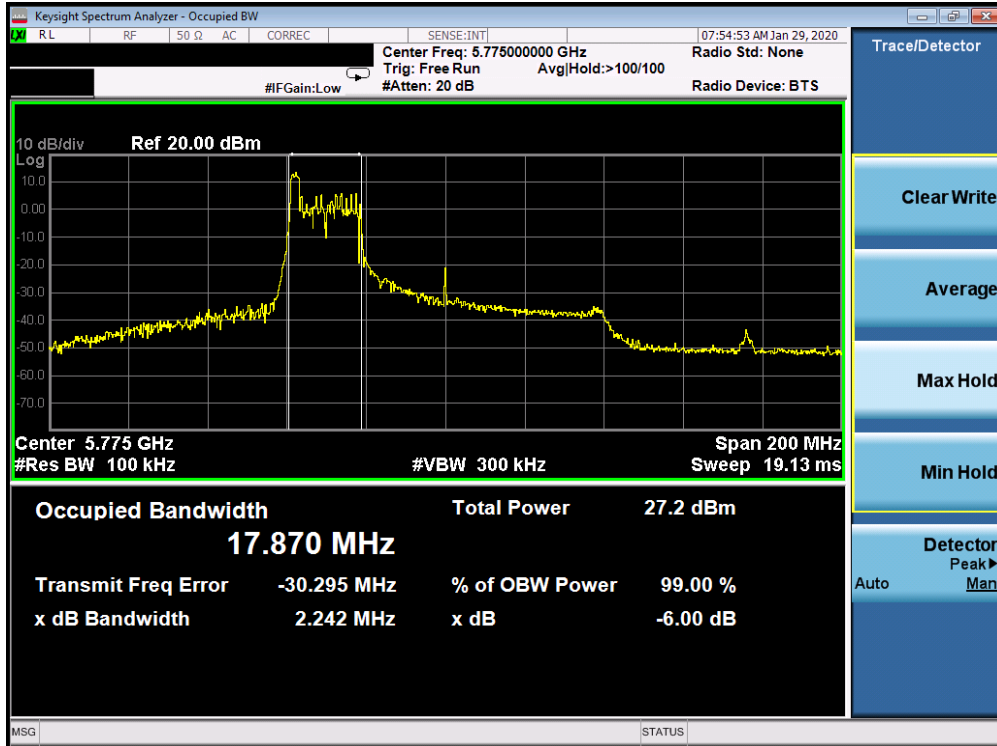 Keysight Spectrum Analyzer - Occupied BW
LXI RL RF 50 Ω AC CORREC SENSE:INT 07:54:53 AM Jan 29, 2020
Center Freq: 5.775000000 GHz Radio Std: None
Trig: Free Run Avg|Hold:>100/100
#IFGain:Low #Atten: 20 dB Radio Device: BTS
10 dB/div Ref 20.00 dBm
Log
10.0
0.00
-10.0
-20.0
-30.0
-40.0
-50.0
-60.0
-70.0
Center 5.775 GHz Span 200 MHz
#Res BW 100 kHz #VBW 300 kHz Sweep 19.13 ms
Occupied Bandwidth Total Power 27.2 dBm
17.870 MHz
Transmit Freq Error -30.295 MHz % of OBW Power 99.00 %
x dB Bandwidth 2.242 MHz x dB -6.00 dB
MSG STATUS
Trace/Detector
Clear Write
Average
Max Hold
Min Hold
Detector
Peak▶
Auto Man